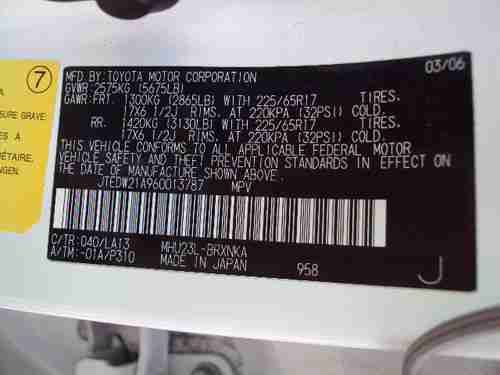 7
MFD. BY: TOYOTA MOTOR CORPORATION 03/06
GVWR: 2575KG (5675LB)
GAWR: FRT. 1300KG (2865LB) WITH 225/65R17 TIRES.
17X6 1/2J RIMS. AT 220KPA (32PSI) COLD.
RR. 1420KG (3130LB) WITH 225/65R17 TIRES.
17X6 1/2J RIMS. AT 220KPA (32PSI) COLD.
THIS VEHICLE CONFORMS TO ALL APPLICABLE FEDERAL MOTOR
VEHICLE SAFETY AND THEFT PREVENTION STANDARDS IN EFFECT ON
THE DATE OF MANUFACTURE SHOWN ABOVE.
JTEDW21A960013787 MPV
C/TR: 040/LA13 MHU23L-BRXNKA
A/TM: -01A/P310 MADE IN JAPAN 958 J
A.
SURE GRAVE
ÉTAIRE.
NGEN.